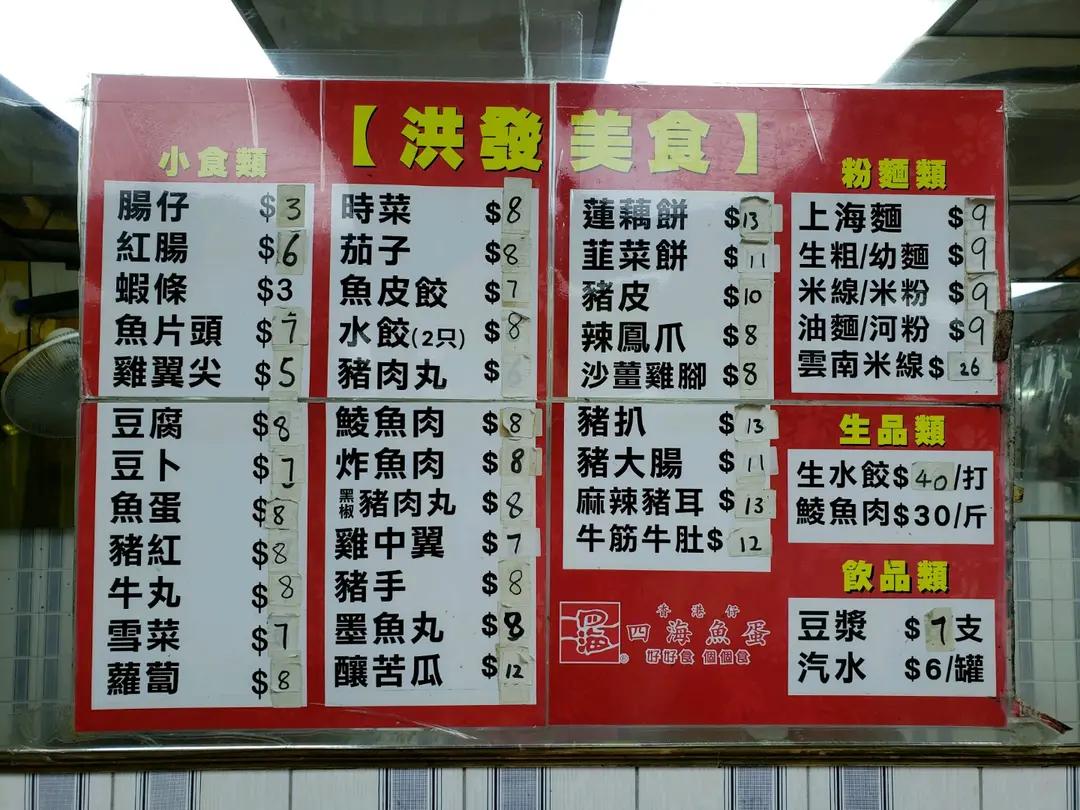 【洪發美食】
小食類
腸仔 $3
紅腸 $6
蝦條 $3
魚片頭 $7
雞翼尖 $5
豆腐 $8
豆卜 $7
魚蛋 $8
豬紅 $8
牛丸 $8
雪菜 $7
蘿蔔 $8
時菜 $8
茄子 $8
魚皮餃 $7
水餃(2只) $8
豬肉丸 $6
鯪魚肉 $8
炸魚肉 $8
黑椒豬肉丸 $8
雞中翼 $7
豬手 $8
墨魚丸 $8
釀苦瓜 $12
蓮藕餅 $13
韮菜餅 $11
豬皮 $10
辣鳳爪 $8
沙薑雞腳 $8
豬扒 $13
豬大腸 $11
麻辣豬耳 $13
牛筋牛肚$12
粉麵類
上海麵 $9
生粗/幼麵 $9
米線/米粉 $9
油麵/河粉 $9
雲南米線$26
生品類
生水餃$40/打
鯪魚肉$30/斤
飲品類
豆漿 $7支
汽水 $6/罐
四海®
香港仔
四海魚蛋
好好食 個個食